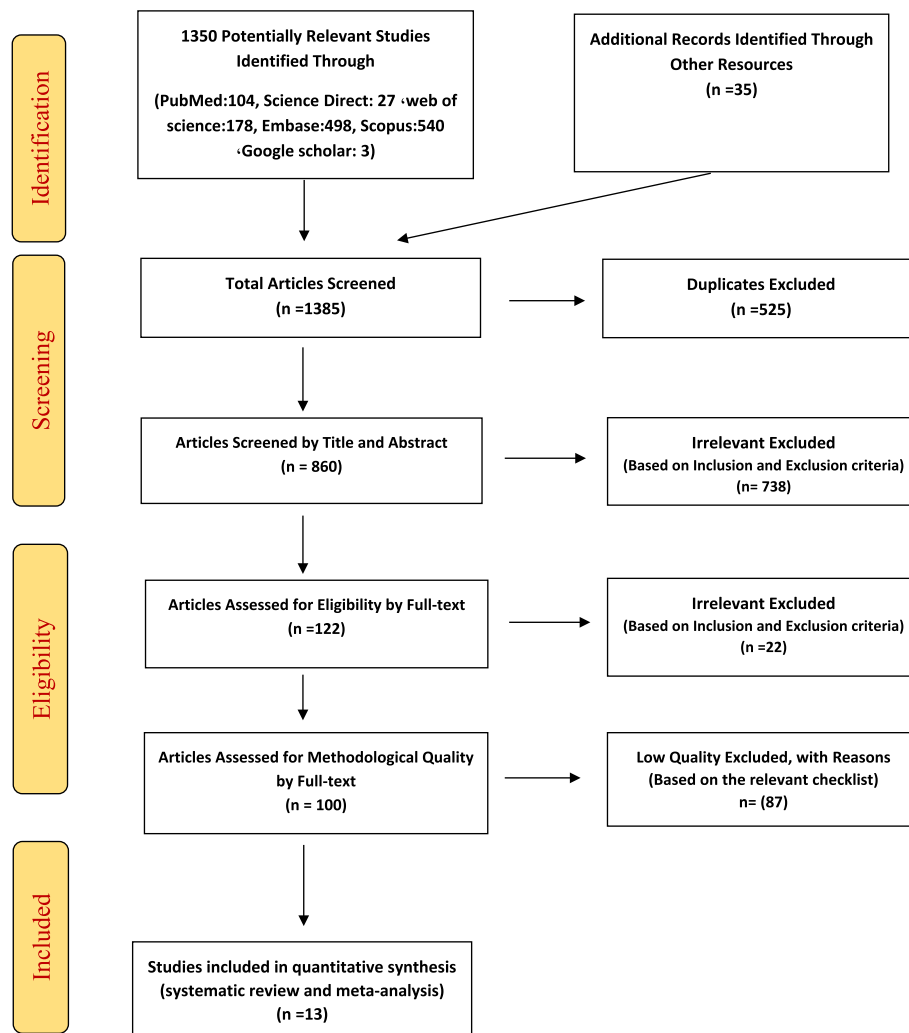 Identification
1350 Potentially Relevant Studies
Identified Through
(PubMed:104, Science Direct: 27 ،web of
science:178, Embase:498, Scopus:540
،Google scholar: 3)
Additional Records Identified Through
Other Resources
(n =35)
Screening
Total Articles Screened
(n =1385)
Duplicates Excluded
(n =525)
Articles Screened by Title and Abstract
(n = 860)
Irrelevant Excluded
(Based on Inclusion and Exclusion criteria)
(n= 738)
Eligibility
Articles Assessed for Eligibility by Full-text
(n =122)
Irrelevant Excluded
(Based on Inclusion and Exclusion criteria)
(n =22)
Articles Assessed for Methodological Quality
by Full-text
(n = 100)
Low Quality Excluded, with Reasons
(Based on the relevant checklist)
n= (87)
Included
Studies included in quantitative synthesis
(systematic review and meta-analysis)
(n =13)